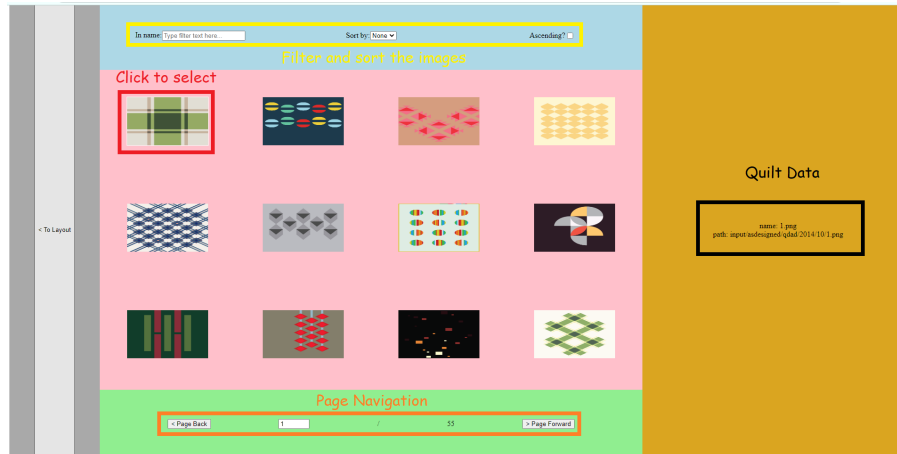 In name: Type filter text here... Sort by: None Ascending?
Filter and sort the images
Click to select
Quilt Data
< To Layout
name: 1.png
path: input/asdesigned/qdad/2014/10/1.png
Page Navigation
< Page Back 1 / 53 > Page Forward